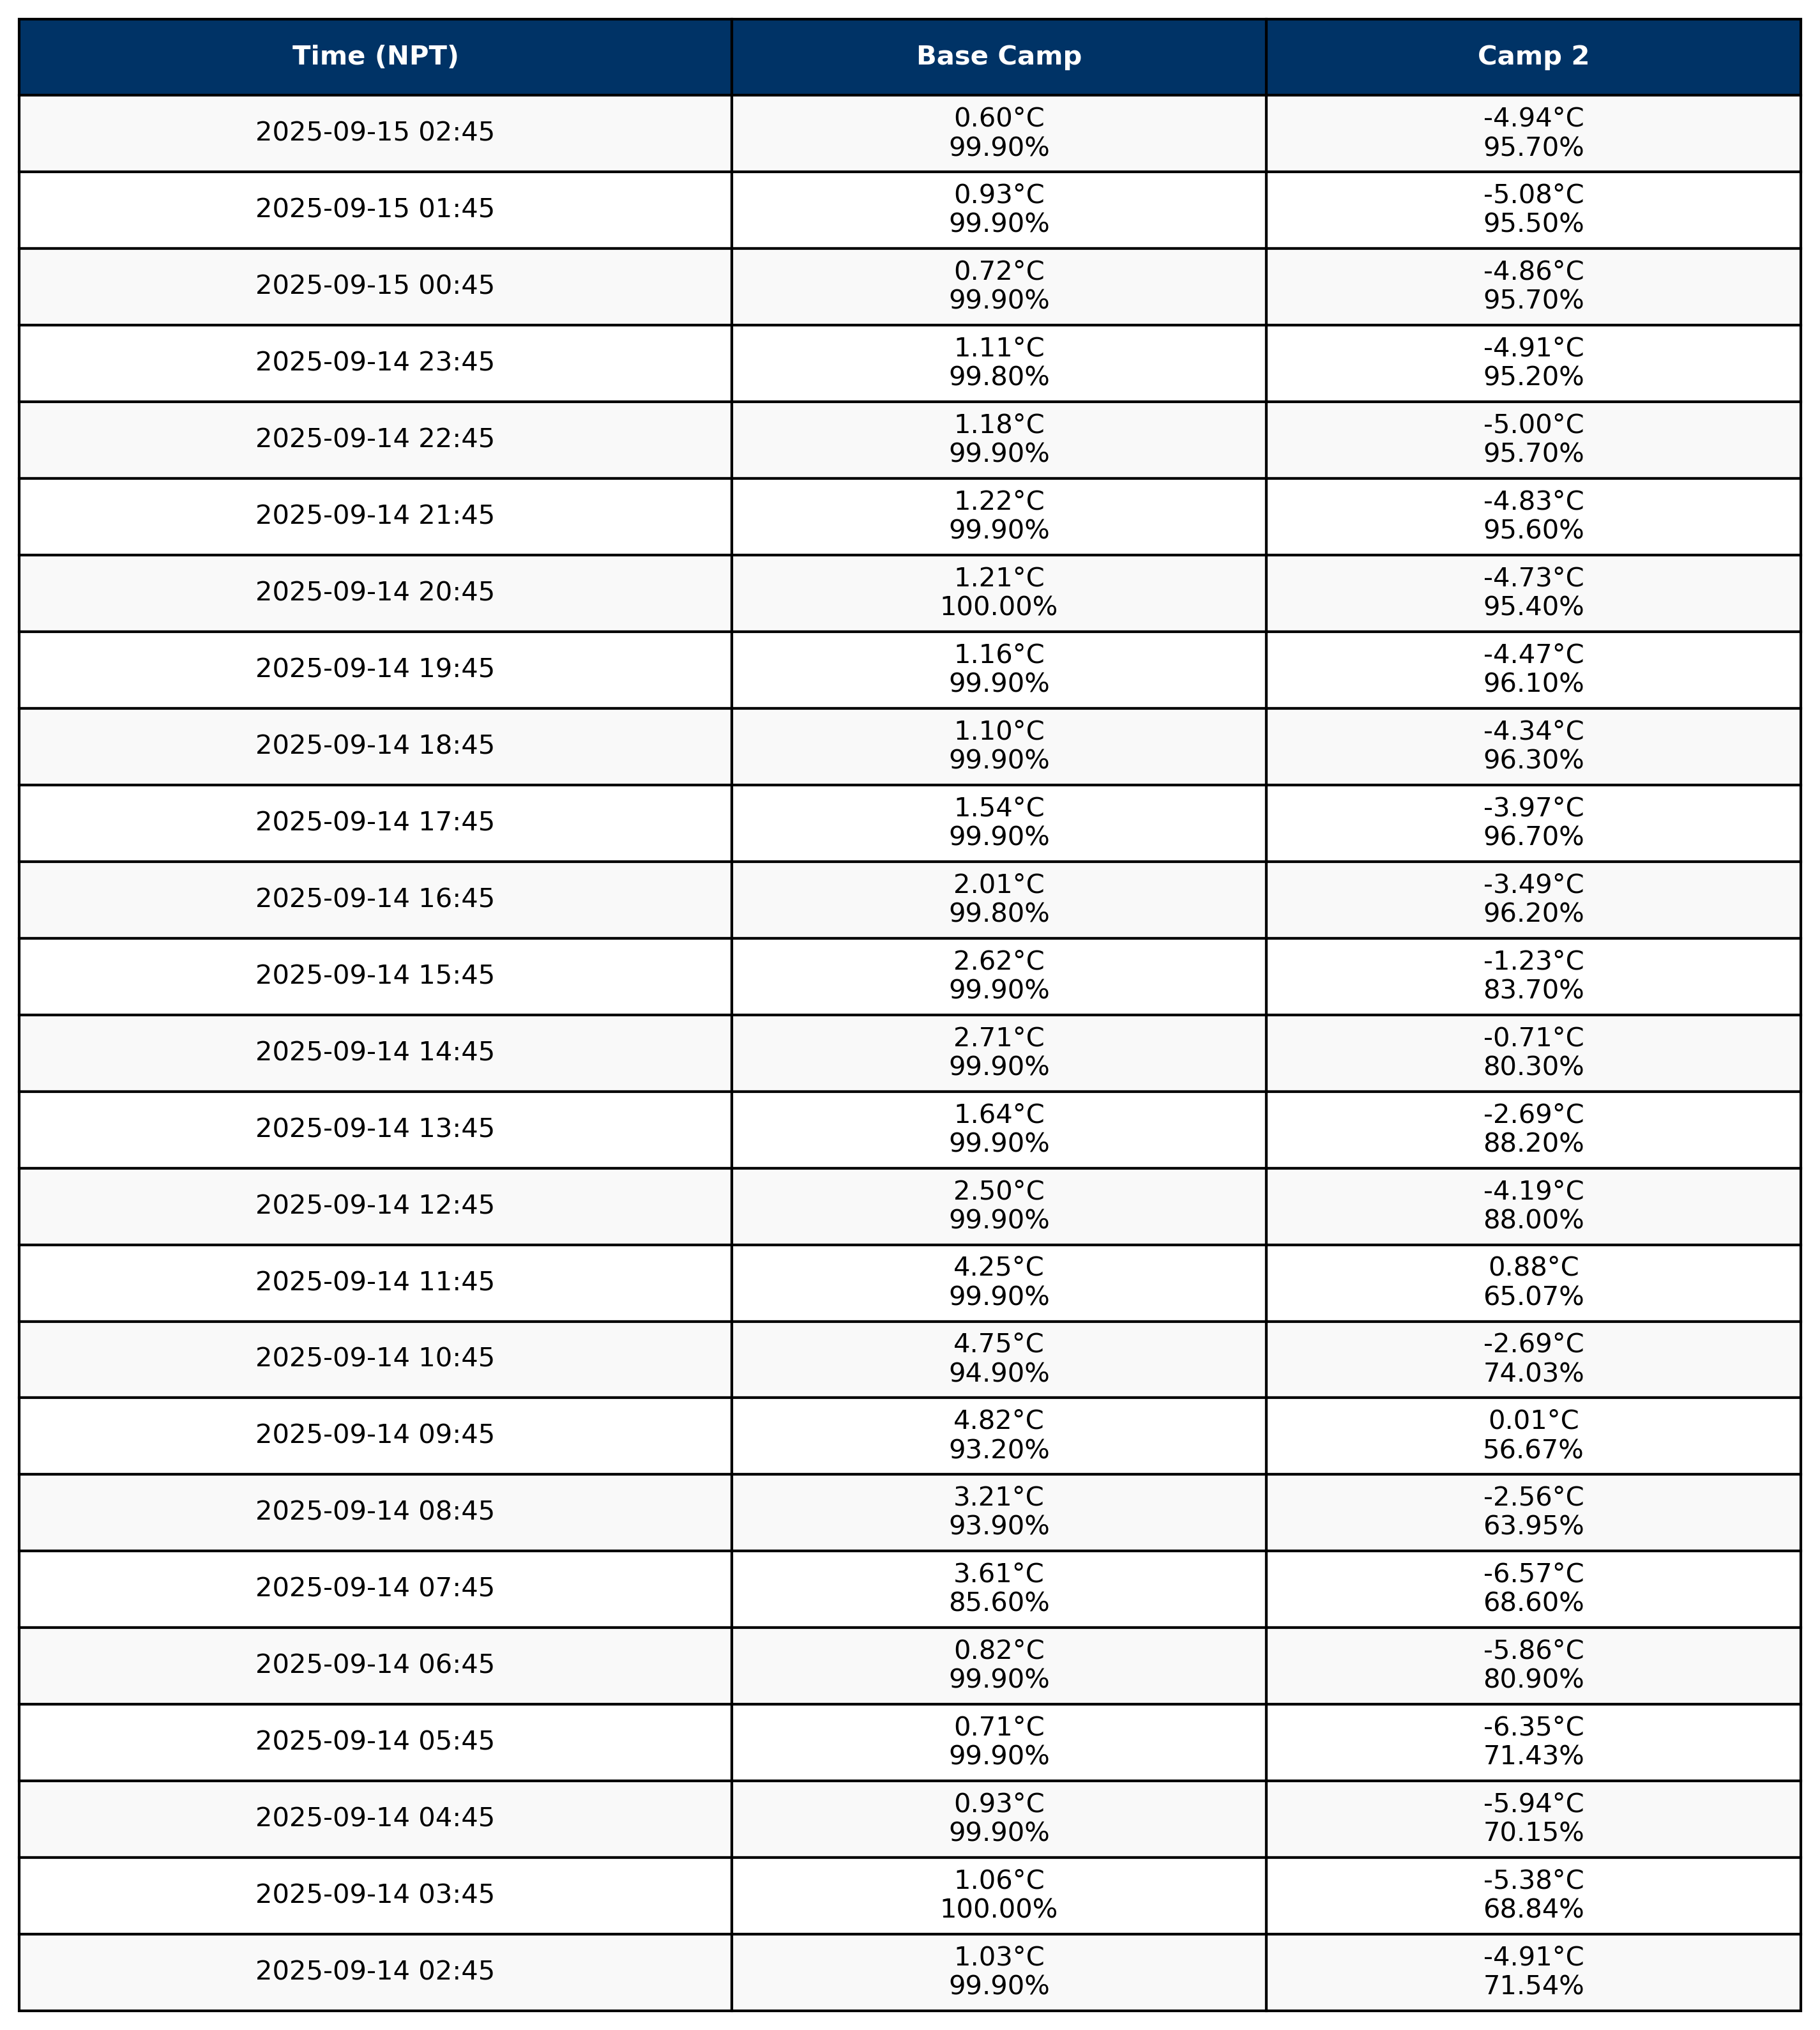 Time (NPT) Base Camp Camp 2
2025-09-15 02:45 0.60°C -4.94°C
99.90% 95.70%
2025-09-15 01:45 0.93°C -5.08°C
99.90% 95.50%
2025-09-15 00:45 0.72°C -4.86°C
99.90% 95.70%
2025-09-14 23:45 1.11°C -4.91°C
99.80% 95.20%
2025-09-14 22:45 1.18°C -5.00°C
99.90% 95.70%
2025-09-14 21:45 1.22°C -4.83°C
99.90% 95.60%
2025-09-14 20:45 1.21°C -4.73°C
100.00% 95.40%
2025-09-14 19:45 1.16°C -4.47°C
99.90% 96.10%
2025-09-14 18:45 1.10°C -4.34°C
99.90% 96.30%
2025-09-14 17:45 1.54°C -3.97°C
99.90% 96.70%
2025-09-14 16:45 2.01°C -3.49°C
99.80% 96.20%
2025-09-14 15:45 2.62°C -1.23°C
99.90% 83.70%
2025-09-14 14:45 2.71°C -0.71°C
99.90% 80.30%
2025-09-14 13:45 1.64°C -2.69°C
99.90% 88.20%
2025-09-14 12:45 2.50°C -4.19°C
99.90% 88.00%
2025-09-14 11:45 4.25°C 0.88°C
99.90% 65.07%
2025-09-14 10:45 4.75°C -2.69°C
94.90% 74.03%
2025-09-14 09:45 4.82°C 0.01°C
93.20% 56.67%
2025-09-14 08:45 3.21°C -2.56°C
93.90% 63.95%
2025-09-14 07:45 3.61°C -6.57°C
85.60% 68.60%
2025-09-14 06:45 0.82°C -5.86°C
99.90% 80.90%
2025-09-14 05:45 0.71°C -6.35°C
99.90% 71.43%
2025-09-14 04:45 0.93°C -5.94°C
99.90% 70.15%
2025-09-14 03:45 1.06°C -5.38°C
100.00% 68.84%
2025-09-14 02:45 1.03°C -4.91°C
99.90% 71.54%